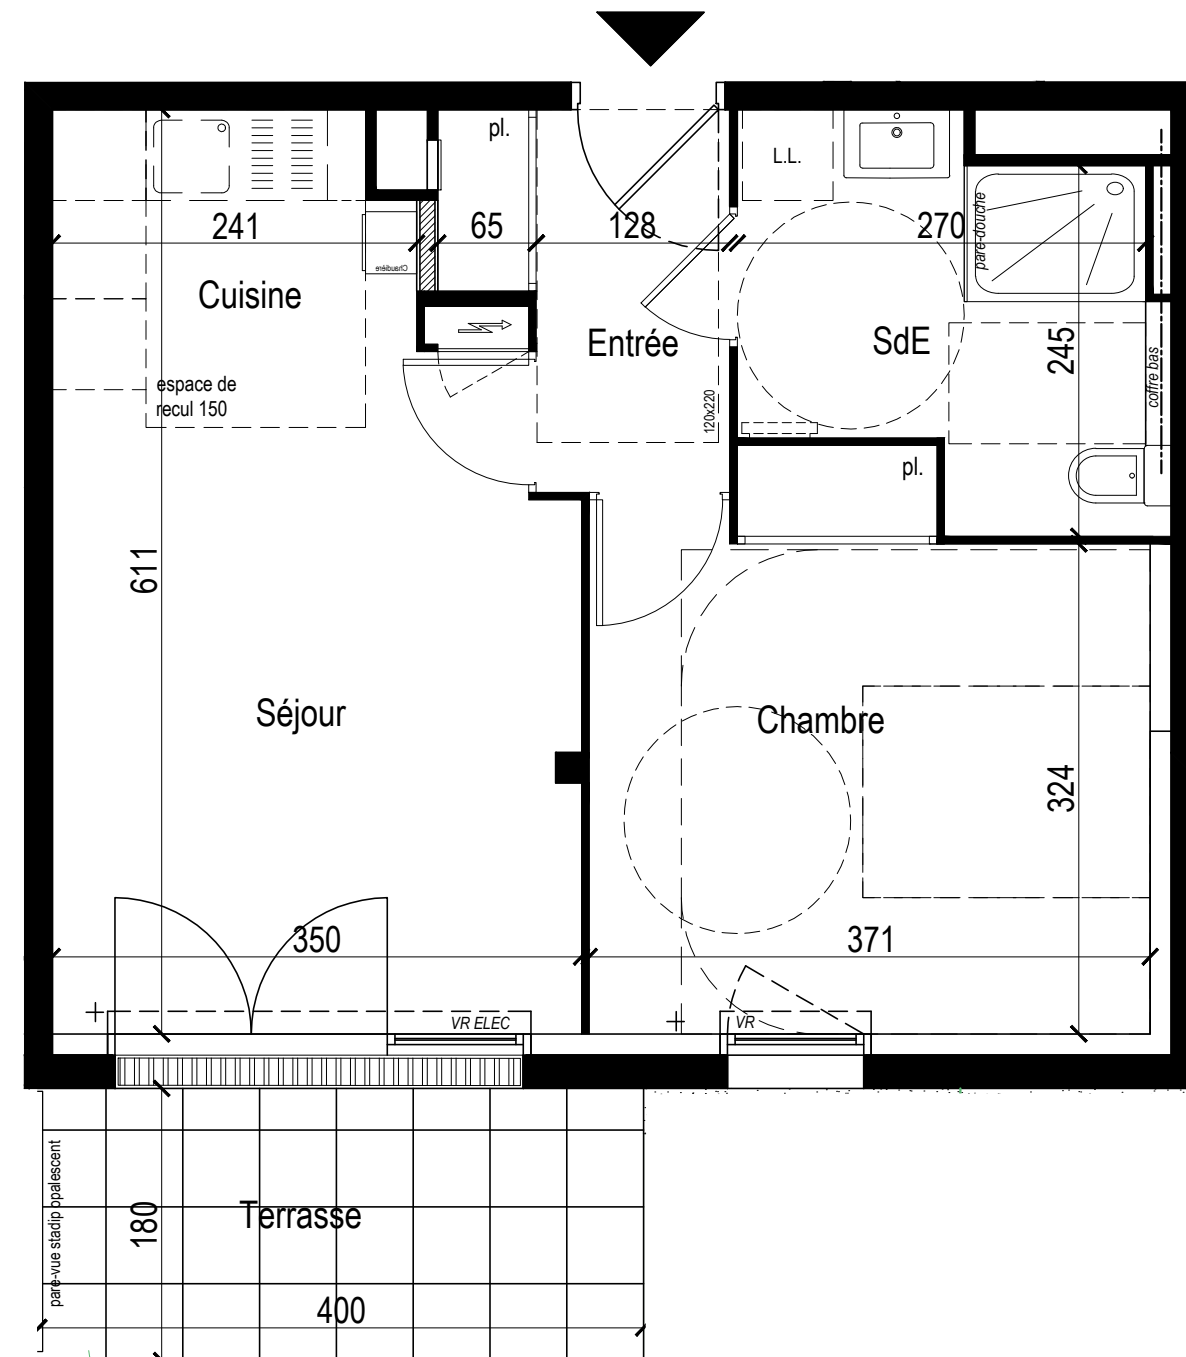 pl.
L.L.
241
65
128
270
pare-douche
Chaudière
Cuisine
Entrée
SdE
245
coffre bas
espace de
recul 150
120x220
pl.
611
Séjour
Chambre
324
350
371
VR ELEC
VR
pare-vue stadip opalescent
180
Terrasse
400